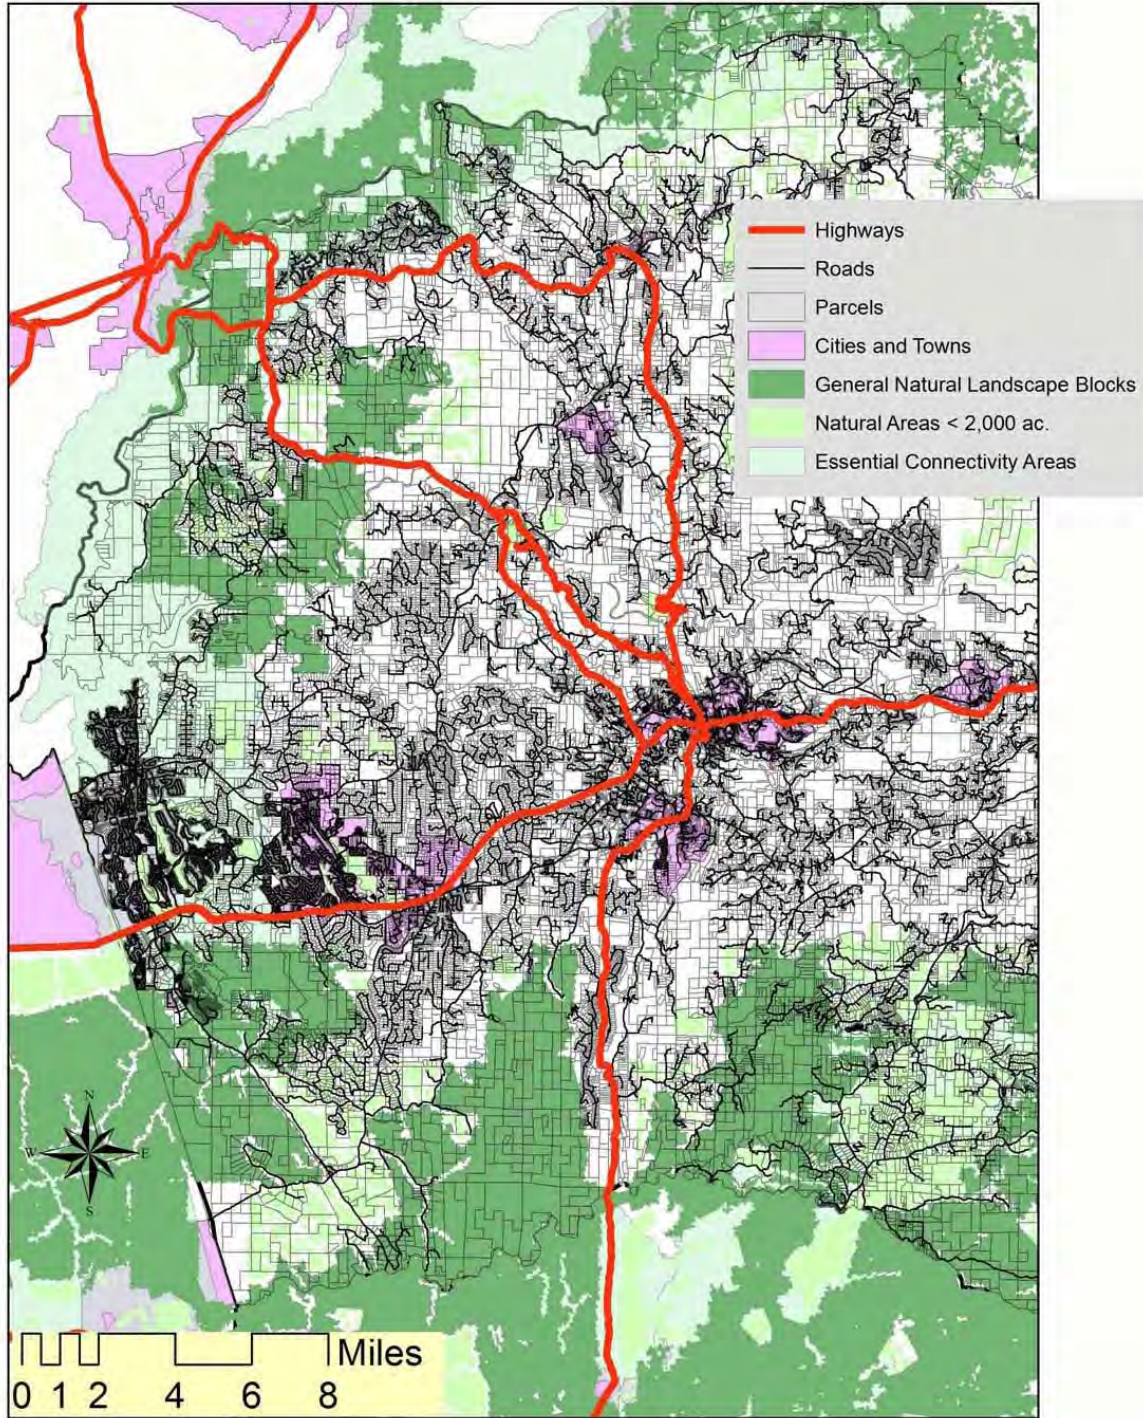 Highways
Roads
Parcels
Cities and Towns
General Natural Landscape Blocks
Natural Areas < 2,000 ac.
Essential Connectivity Areas
N
W E
S
Miles
0 1 2 4 6 8